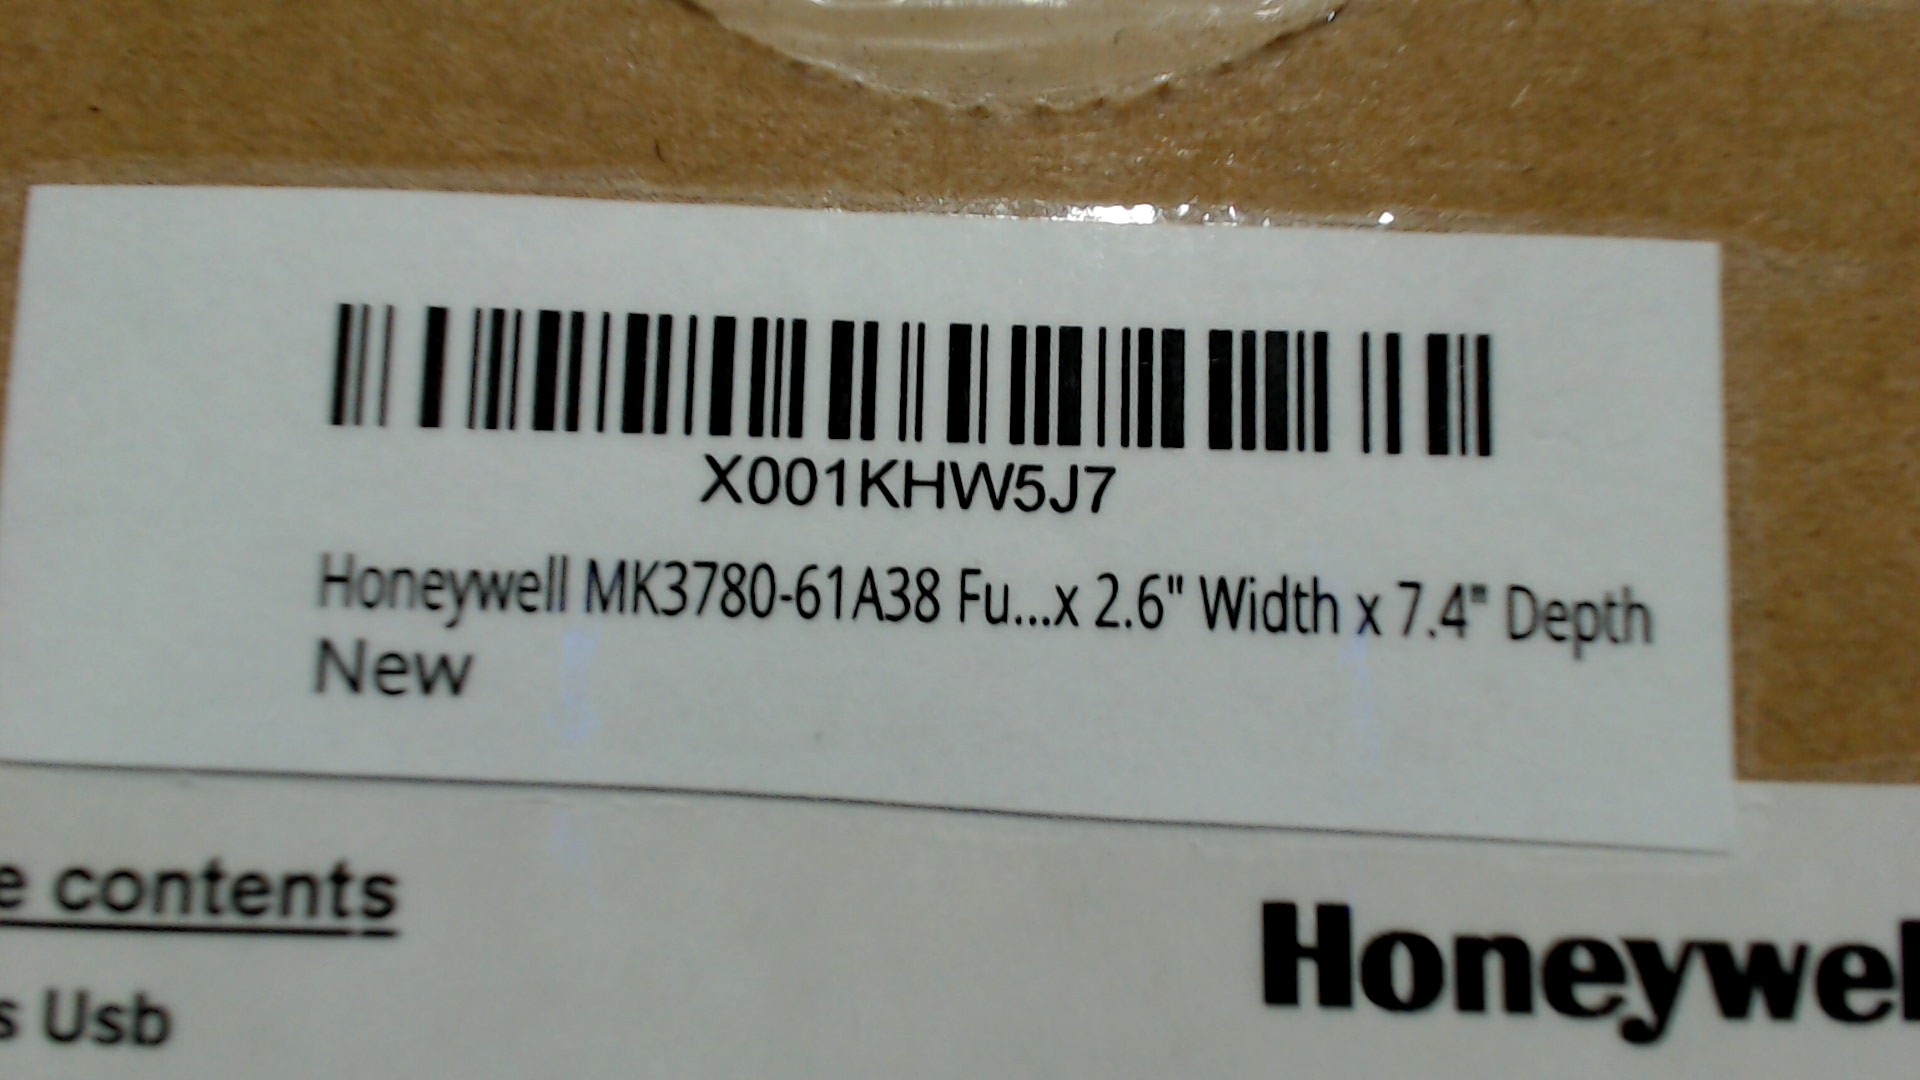 X001KHW5J7
Honeywell MK3780-61A38 Fu...x 2.6" Width x 7.4" Depth
New
e contents
s Usb
Honeywel